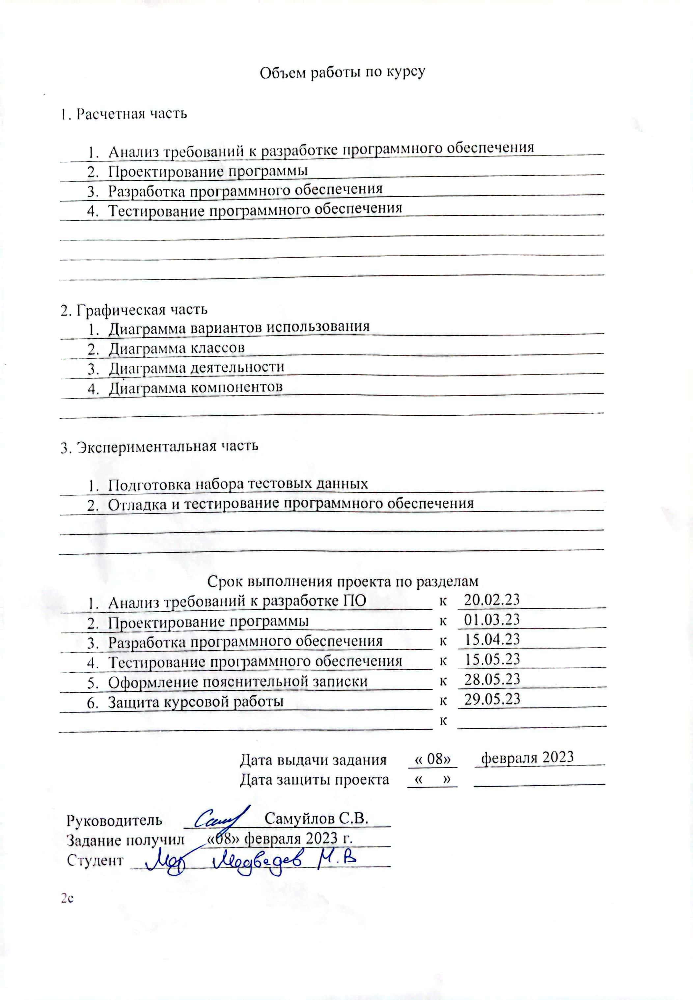 Объем работы по курсу
1. Расчетная часть
1. Анализ требований к разработке программного обеспечения
2. Проектирование программы
3. Разработка программного обеспечения
4. Тестирование программного обеспечения
2. Графическая часть
1. Диаграмма вариантов использования
2. Диаграмма классов
3. Диаграмма деятельности
4. Диаграмма компонентов
3. Экспериментальная часть
1. Подготовка набора тестовых данных
2. Отладка и тестирование программного обеспечения
Срок выполнения проекта по разделам
1. Анализ требований к разработке ПО к 20.02.23
2. Проектирование программы к 01.03.23
3. Разработка программного обеспечения к 15.04.23
4. Тестирование программного обеспечения к 15.05.23
5. Оформление пояснительной записки к 28.05.23
6. Защита курсовой работы к 29.05.23
к
Дата выдачи задания « 08» февраля 2023
Дата защиты проекта « »
Руководитель Самуйлов С.В.
Задание получил «08» февраля 2023 г.
Студент Медведев М.В
2с